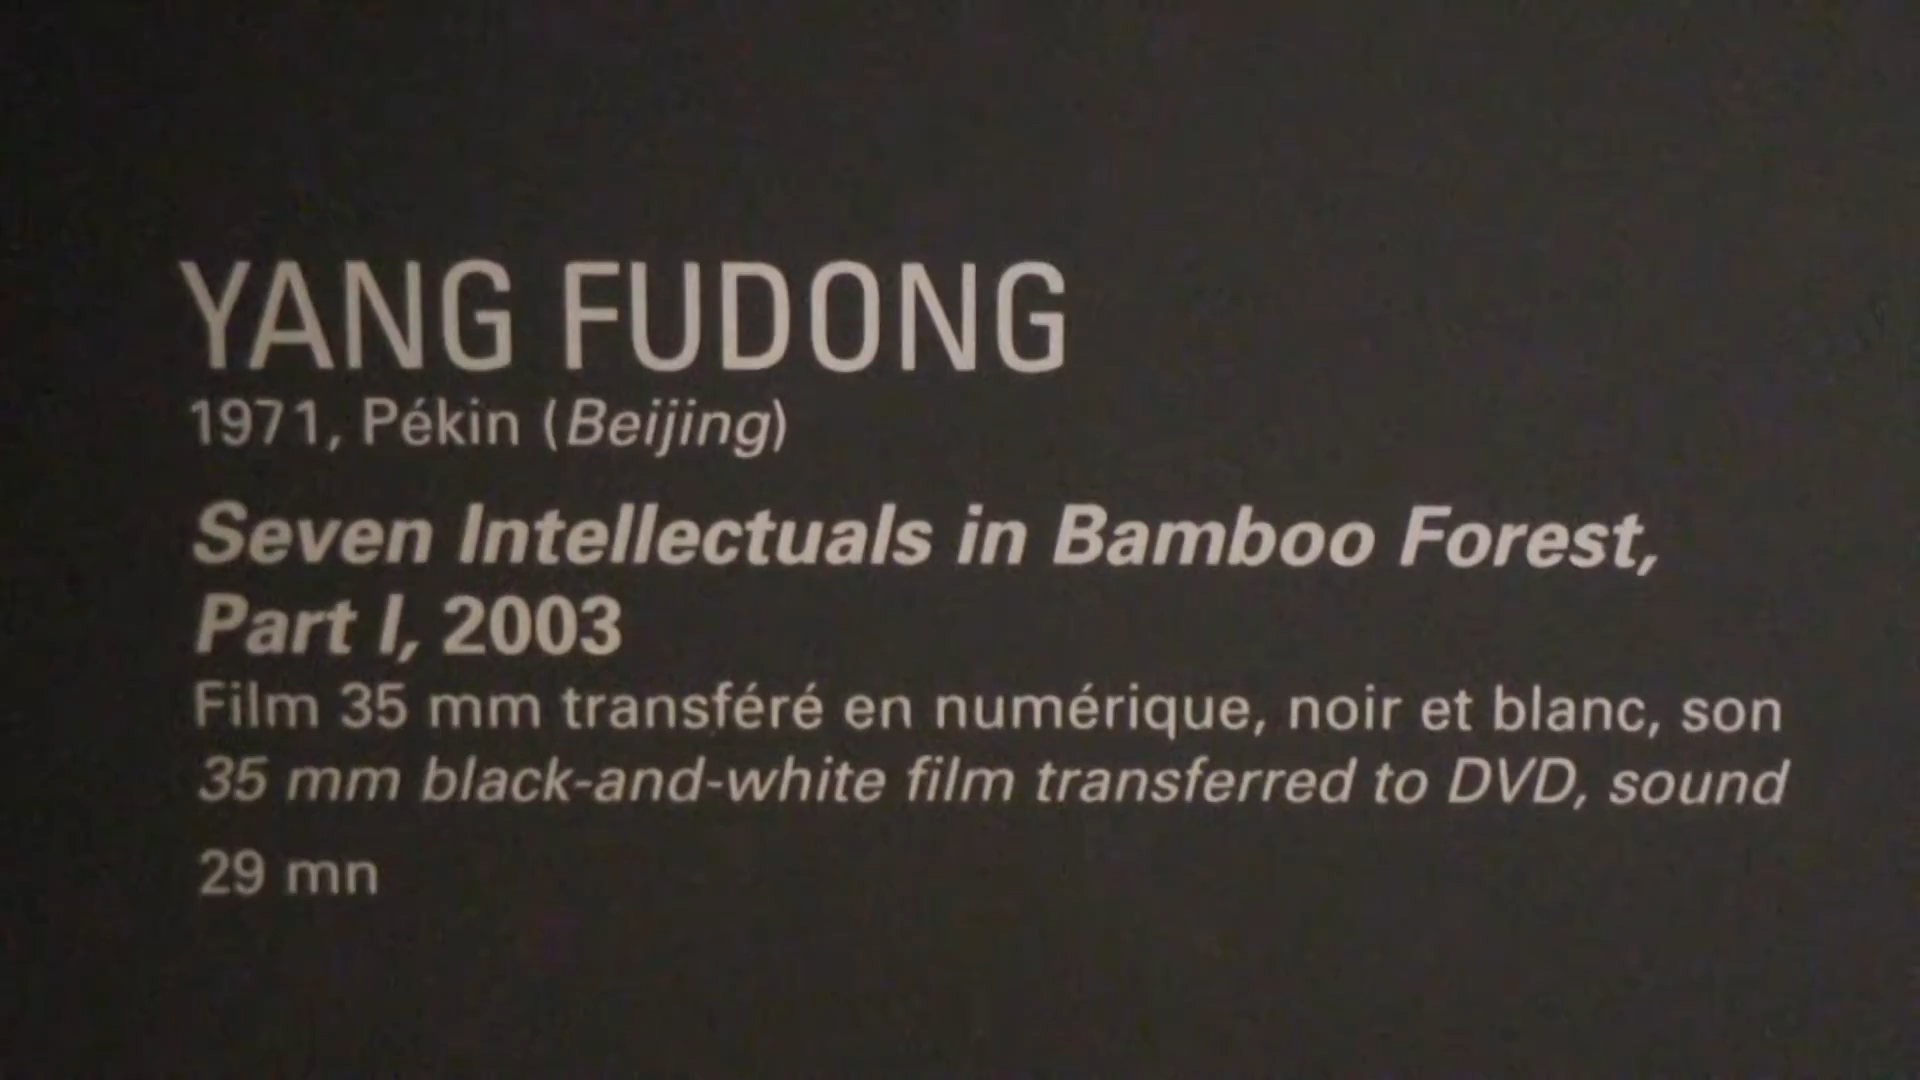 YANG FUDONG
1971, Pékin (Beijing)
Seven Intellectuals in Bamboo Forest,
Part I, 2003
Film 35 mm transféré en numérique, noir et blanc, son
35 mm black-and-white film transferred to DVD, sound
29 mn